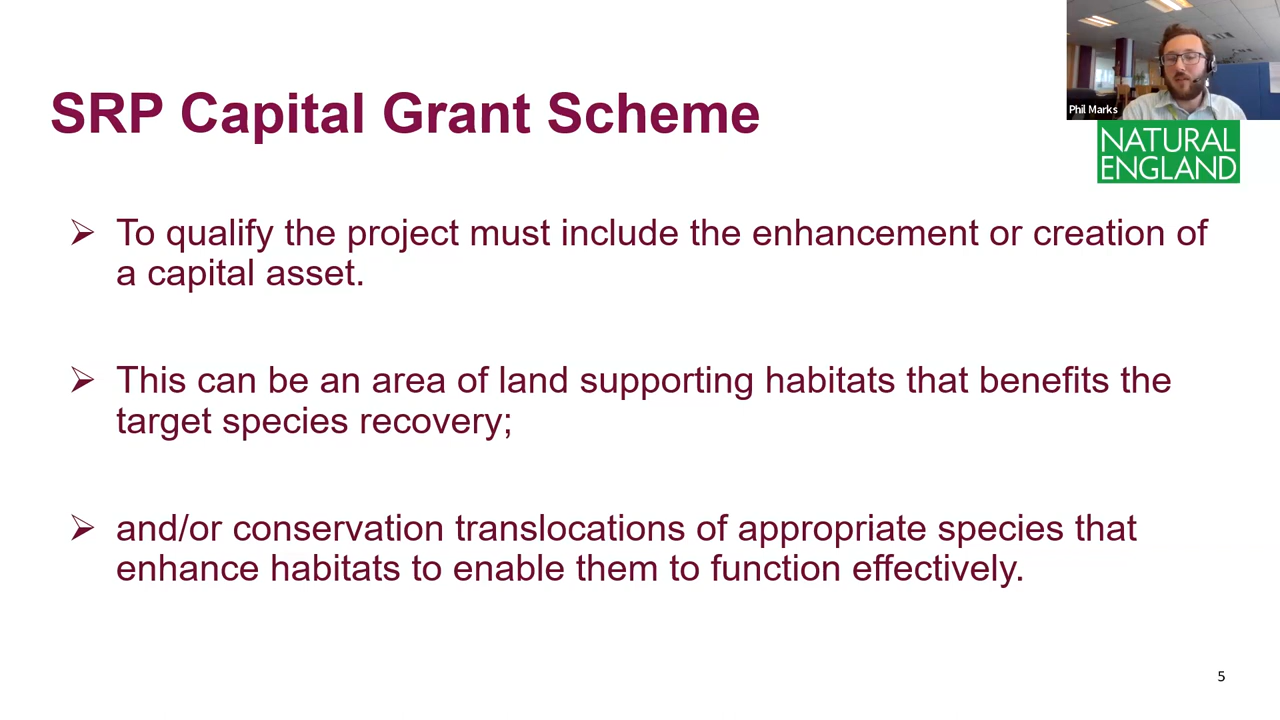 SRP Capital Grant Scheme
Phil Marks
NATURAL
ENGLAND
➢ To qualify the project must include the enhancement or creation of
a capital asset.
➢ This can be an area of land supporting habitats that benefits the
target species recovery;
➢ and/or conservation translocations of appropriate species that
enhance habitats to enable them to function effectively.
5